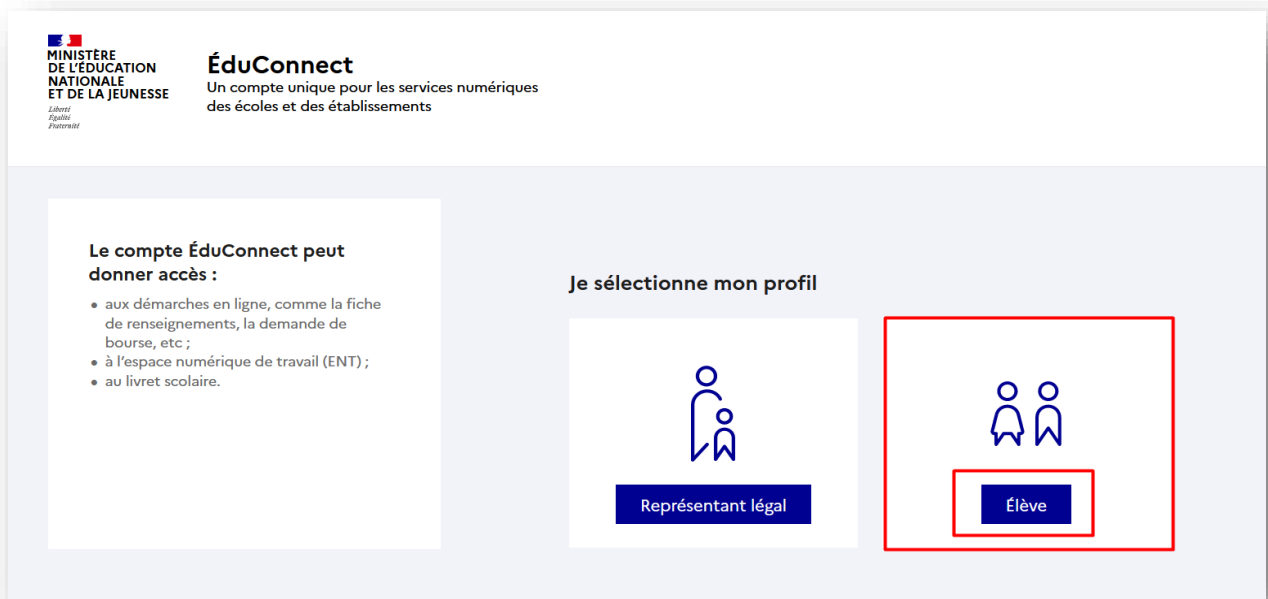 MINISTÈRE
DE L'ÉDUCATION
NATIONALE
ET DE LA JEUNESSE
Liberté
Égalité
Fraternité
ÉduConnect
Un compte unique pour les services numériques
des écoles et des établissements
Le compte ÉduConnect peut
donner accès :
• aux démarches en ligne, comme la fiche
de renseignements, la demande de
bourse, etc ;
• à l'espace numérique de travail (ENT) ;
• au livret scolaire.
Je sélectionne mon profil
Représentant légal
Élève